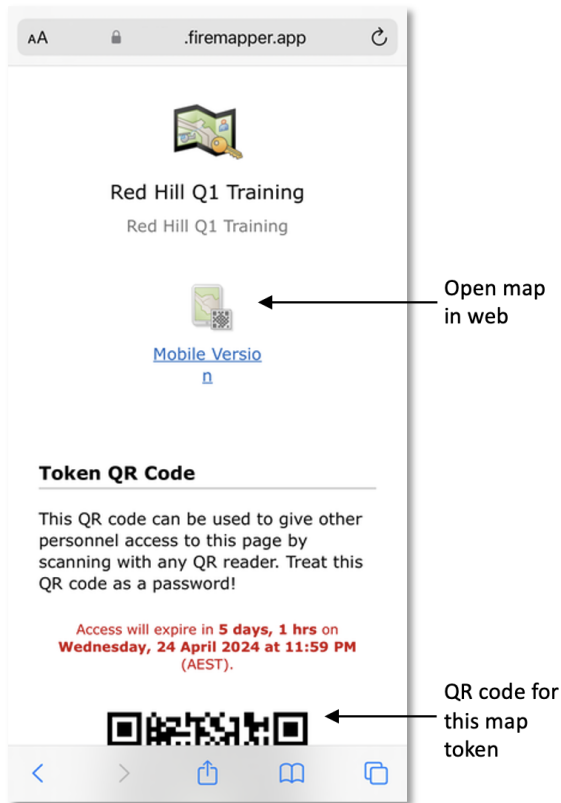 AA
.firemapper.app
Red Hill Q1 Training
Red Hill Q1 Training
Open map
in web
Mobile Versio
n
Token QR Code
This QR code can be used to give other
personnel access to this page by
scanning with any QR reader. Treat this
QR code as a password!
Access will expire in 5 days, 1 hrs on
Wednesday, 24 April 2024 at 11:59 PM
(AEST).
QR code for
this map
token